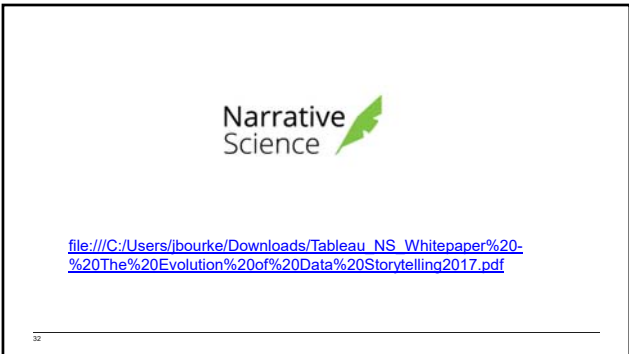 Narrative
Science
file:///C:/Users/jbourke/Downloads/Tableau_NS_Whitepaper%20-
%20The%20Evolution%20of%20Data%20Storytelling2017.pdf
32